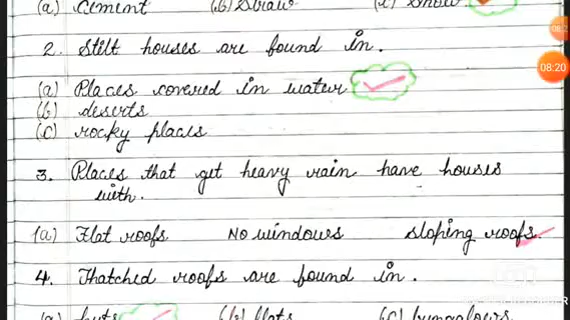 (a) Cement (b) Straw (c) Snow
2. Stilt houses are found in.
08:20
(a) Places covered in water
(b) deserts
(c) rocky places
3. Places that get heavy rain have houses
with.
(a) Flat roofs No windows sloping roofs.
4. Thatched roofs are found in.
(a) huts (b) flats (c) bungalows.